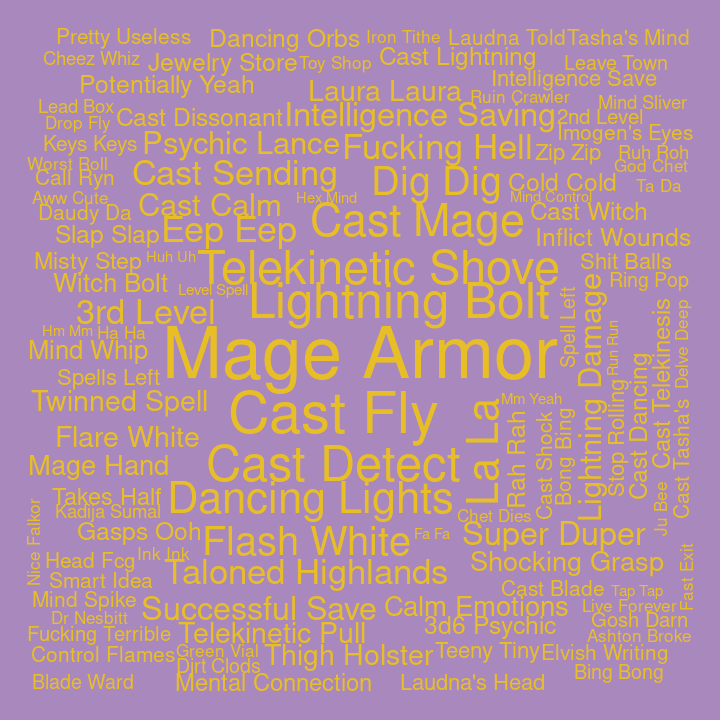 Pretty Useless
Dancing Orbs
Iron Tithe
Laudna Told
Tasha's Mind
Cheez Whiz
Jewelry Store
Toy Shop
Cast Lightning
Leave Town
Potentially Yeah
Laura Laura
Intelligence Save
Lead Box
Ruin Crawler
Mind Sliver
Drop Fly
Cast Dissonant
Intelligence Saving
2nd Level
Keys Keys
Psychic Lance
Fucking Hell
Imogen's Eyes
Zip Zip
Ruh Roh
Worst Roll
God Chet
Call Ryn
Cast Sending
Dig Dig
Cold Cold
Ta Da
Aww Cute
Hex Mind
Mind Control
Daudy Da
Cast Calm
Cast Mage
Cast Witch
Slap Slap
Eep Eep
Inflict Wounds
Misty Step
Huh Uh
Telekinetic Shove
Shit Balls
Witch Bolt
Level Spell
Lightning Bolt
Ring Pop
3rd Level
Spell Left
Lightning Damage
Run Run
Cast Telekinesis
Delve Deep
Hm Mm
Ha Ha
Mage Armor
Mind Whip
Spells Left
Twinned Spell
Cast Fly
La La
Mm Yeah
Rah Rah
Cast Shock
Bong Bing
Stop Rolling
Cast Dancing
Cast Tasha's
Flare White
Mage Hand
Cast Detect
Takes Half
Dancing Lights
Kadija Sumal
Chet Dies
Ju Bee
Nice Falkor
Gasps Ooh
Flash White
Fa Fa
Super Duper
Head Fcg
Ink Ink
Taloned Highlands
Shocking Grasp
Fast Exit
Smart Idea
Cast Blade
Tap Tap
Mind Spike
Successful Save
Calm Emotions
Live Forever
Dr Nesbitt
3d6 Psychic
Gosh Darn
Fucking Terrible
Telekinetic Pull
Ashton Broke
Control Flames
Green Vial
Thigh Holster
Teeny Tiny
Elvish Writing
Dirt Clods
Bing Bong
Blade Ward
Mental Connection
Laudna's Head